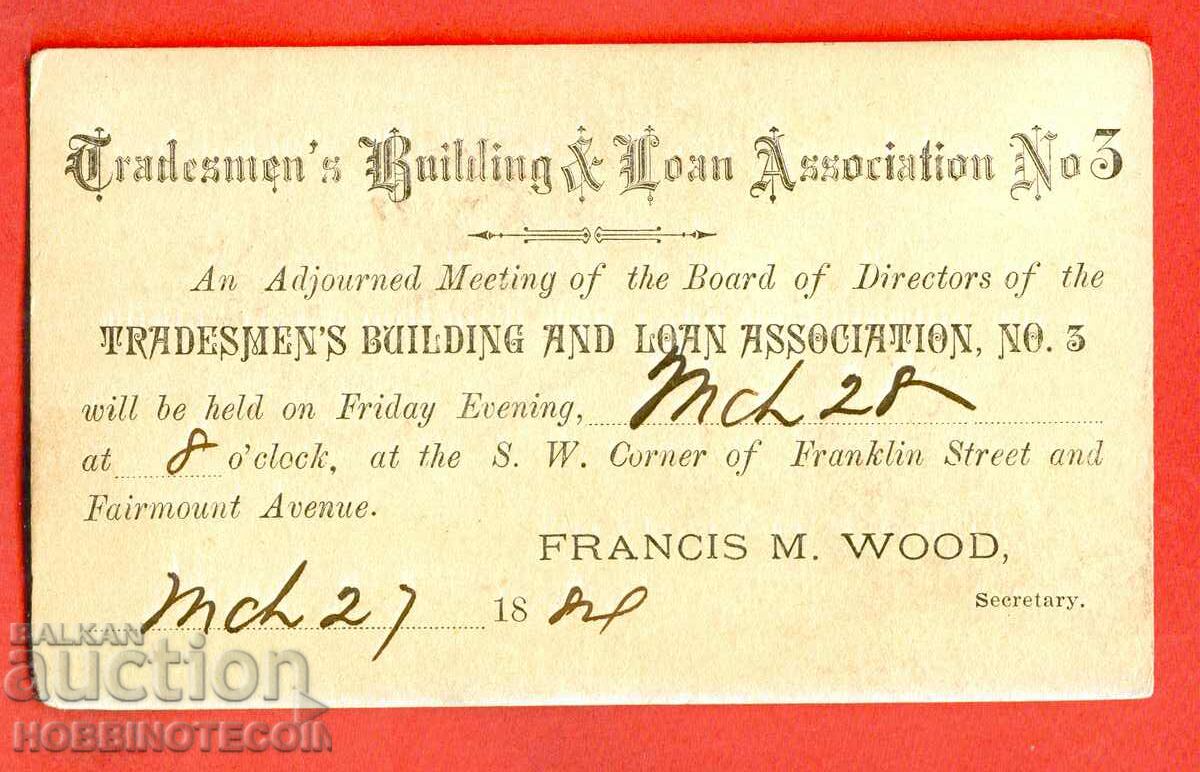 Tradesmen's Building & Loan Association No 3
An Adjourned Meeting of the Board of Directors of the
TRADESMEN'S BUILDING AND LOAN ASSOCIATION, NO. 3
will be held on Friday Evening, Mch 28
at 8 o'clock, at the S. W. Corner of Franklin Street and
Fairmount Avenue.
FRANCIS M. WOOD,
Mch 27 1884 Secretary.
BALKAN
auction
HOBBINOTECOIN